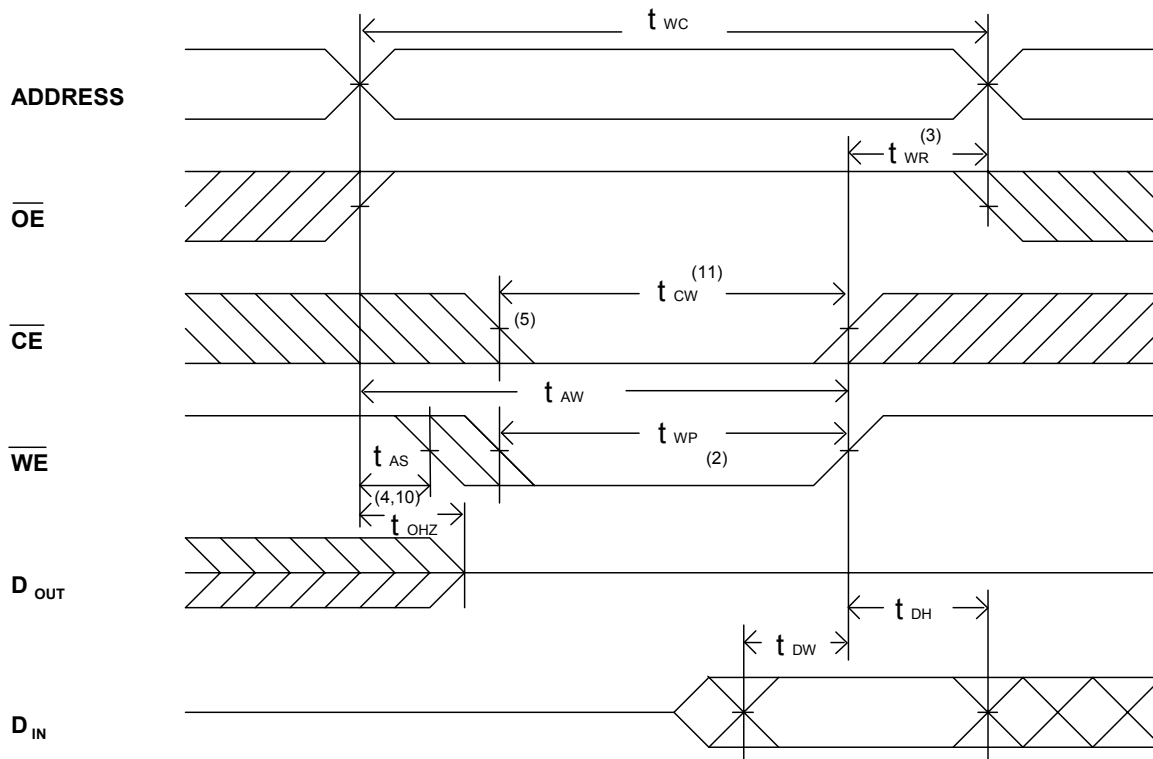 t WC
ADDRESS
t WR (3)
OE
t CW (11)
CE
(5)
t AW
WE
t AS
t WP (2)
(4,10)
t OHZ
D OUT
t DH
t DW
D IN